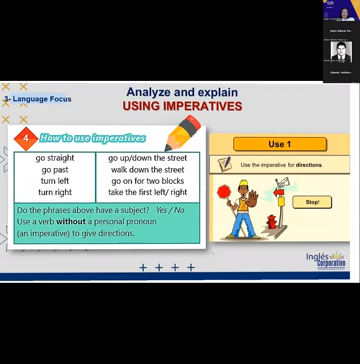 3- Language Focus
Analyze and explain
USING IMPERATIVES
4.
How to use imperatives
go straight
go past
turn left
turn right
go up/down the street
walk down the street
go on for two blocks
take the first left/ right
Do the phrases above have a subject? Yes / No
Use a verb without a personal pronoun
(an imperative) to give directions.
Use 1
Use the imperative for directions.
Stop!
Inglés
Corporativo